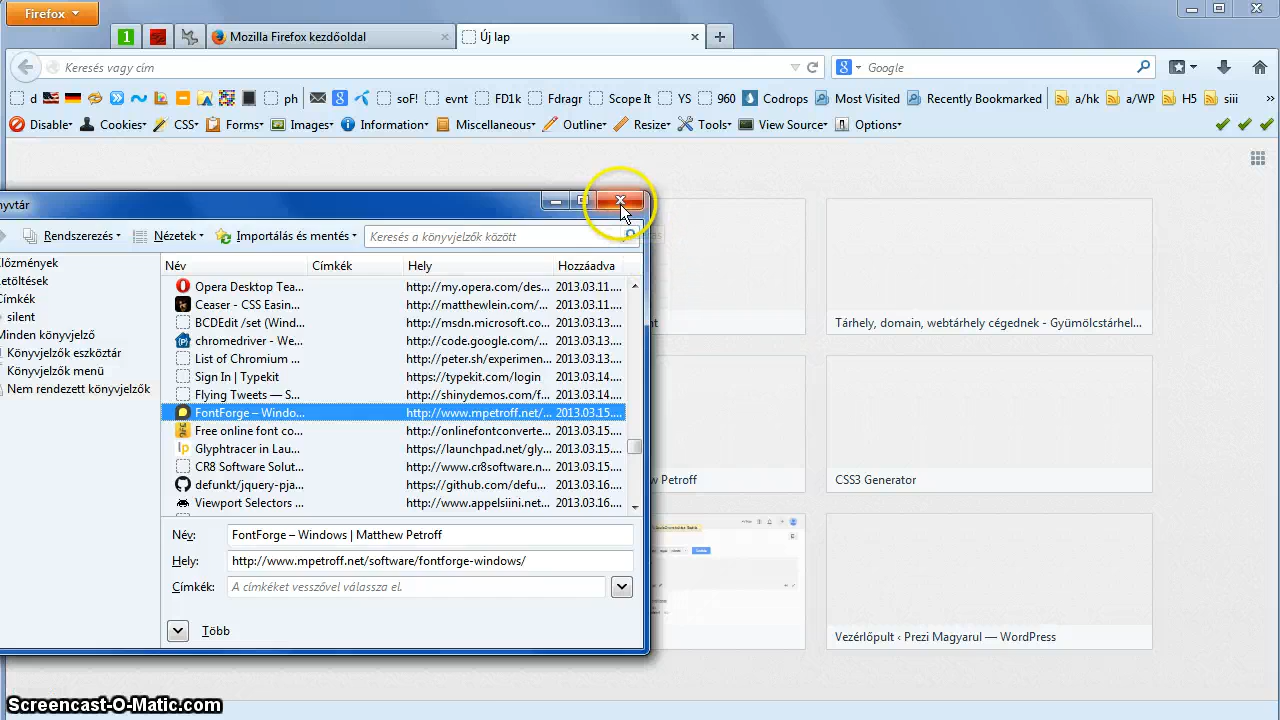 Firefox
1
Mozilla Firefox kezdőoldal
Új lap
Keresés vagy cím
Google
d
ph
soF!
evnt
FD1k
Fdragr
Scope It
YS
960
Codrops
Most Visited
Recently Bookmarked
a/hk
a/WP
H5
siii
Disable
Cookies
CSS
Forms
Images
Information
Miscellaneous
Outline
Resize
Tools
View Source
Options
nyvtár
Rendszerezés
Nézetek
Importálás és mentés
Keresés a könyvjelzők között
előzmények
etöltések
Címkék
silent
Minden könyvjelző
Könyvjelzők eszköztár
Könyvjelzők menü
Nem rendezett könyvjelzők
Név Címkék Hely Hozzáadva
Opera Desktop Tea... http://my.opera.com/des... 2013.03.11....
Ceaser - CSS Easin... http://matthewlein.com/... 2013.03.11....
BCDEdit /set (Wind... http://msdn.microsoft.co... 2013.03.13....
chromedriver - We... http://code.google.com/... 2013.03.13....
List of Chromium ... http://peter.sh/experimen... 2013.03.13....
Sign In | Typekit https://typekit.com/login 2013.03.14....
Flying Tweets — S... http://shinydemos.com/f... 2013.03.14....
FontForge – Windo... http://www.mpetroff.net/... 2013.03.15....
Free online font co... http://onlinefontconverte... 2013.03.15....
Glyphtracer in Lau... https://launchpad.net/gly... 2013.03.15....
CR8 Software Solut... http://www.cr8software.n... 2013.03.15....
defunkt/jquery-pja... https://github.com/defu... 2013.03.16....
Viewport Selectors ... http://www.appelsiini.net... 2013.03.16....
Név: FontForge – Windows | Matthew Petroff
Hely: http://www.mpetroff.net/software/fontforge-windows/
Címkék: A címkéket vesszővel válassza el.
Több
nt
Tárhely, domain, webtárhely cégednek - Gyümölcstárhel...
w Petroff
CSS3 Generator
Vezérlőpult ‹ Prezi Magyarul — WordPress
Screencast-O-Matic.com